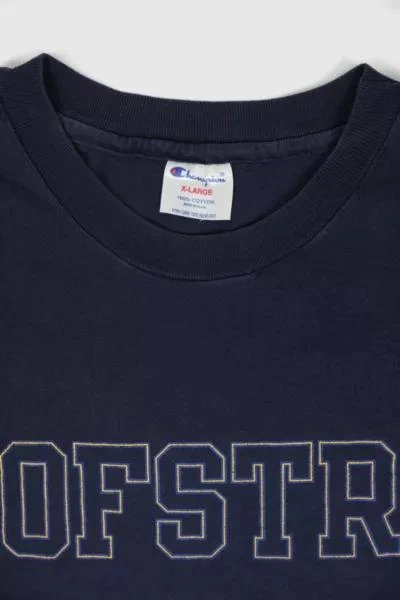 Champion
X-LARGE
100% COTTON
OFSTR